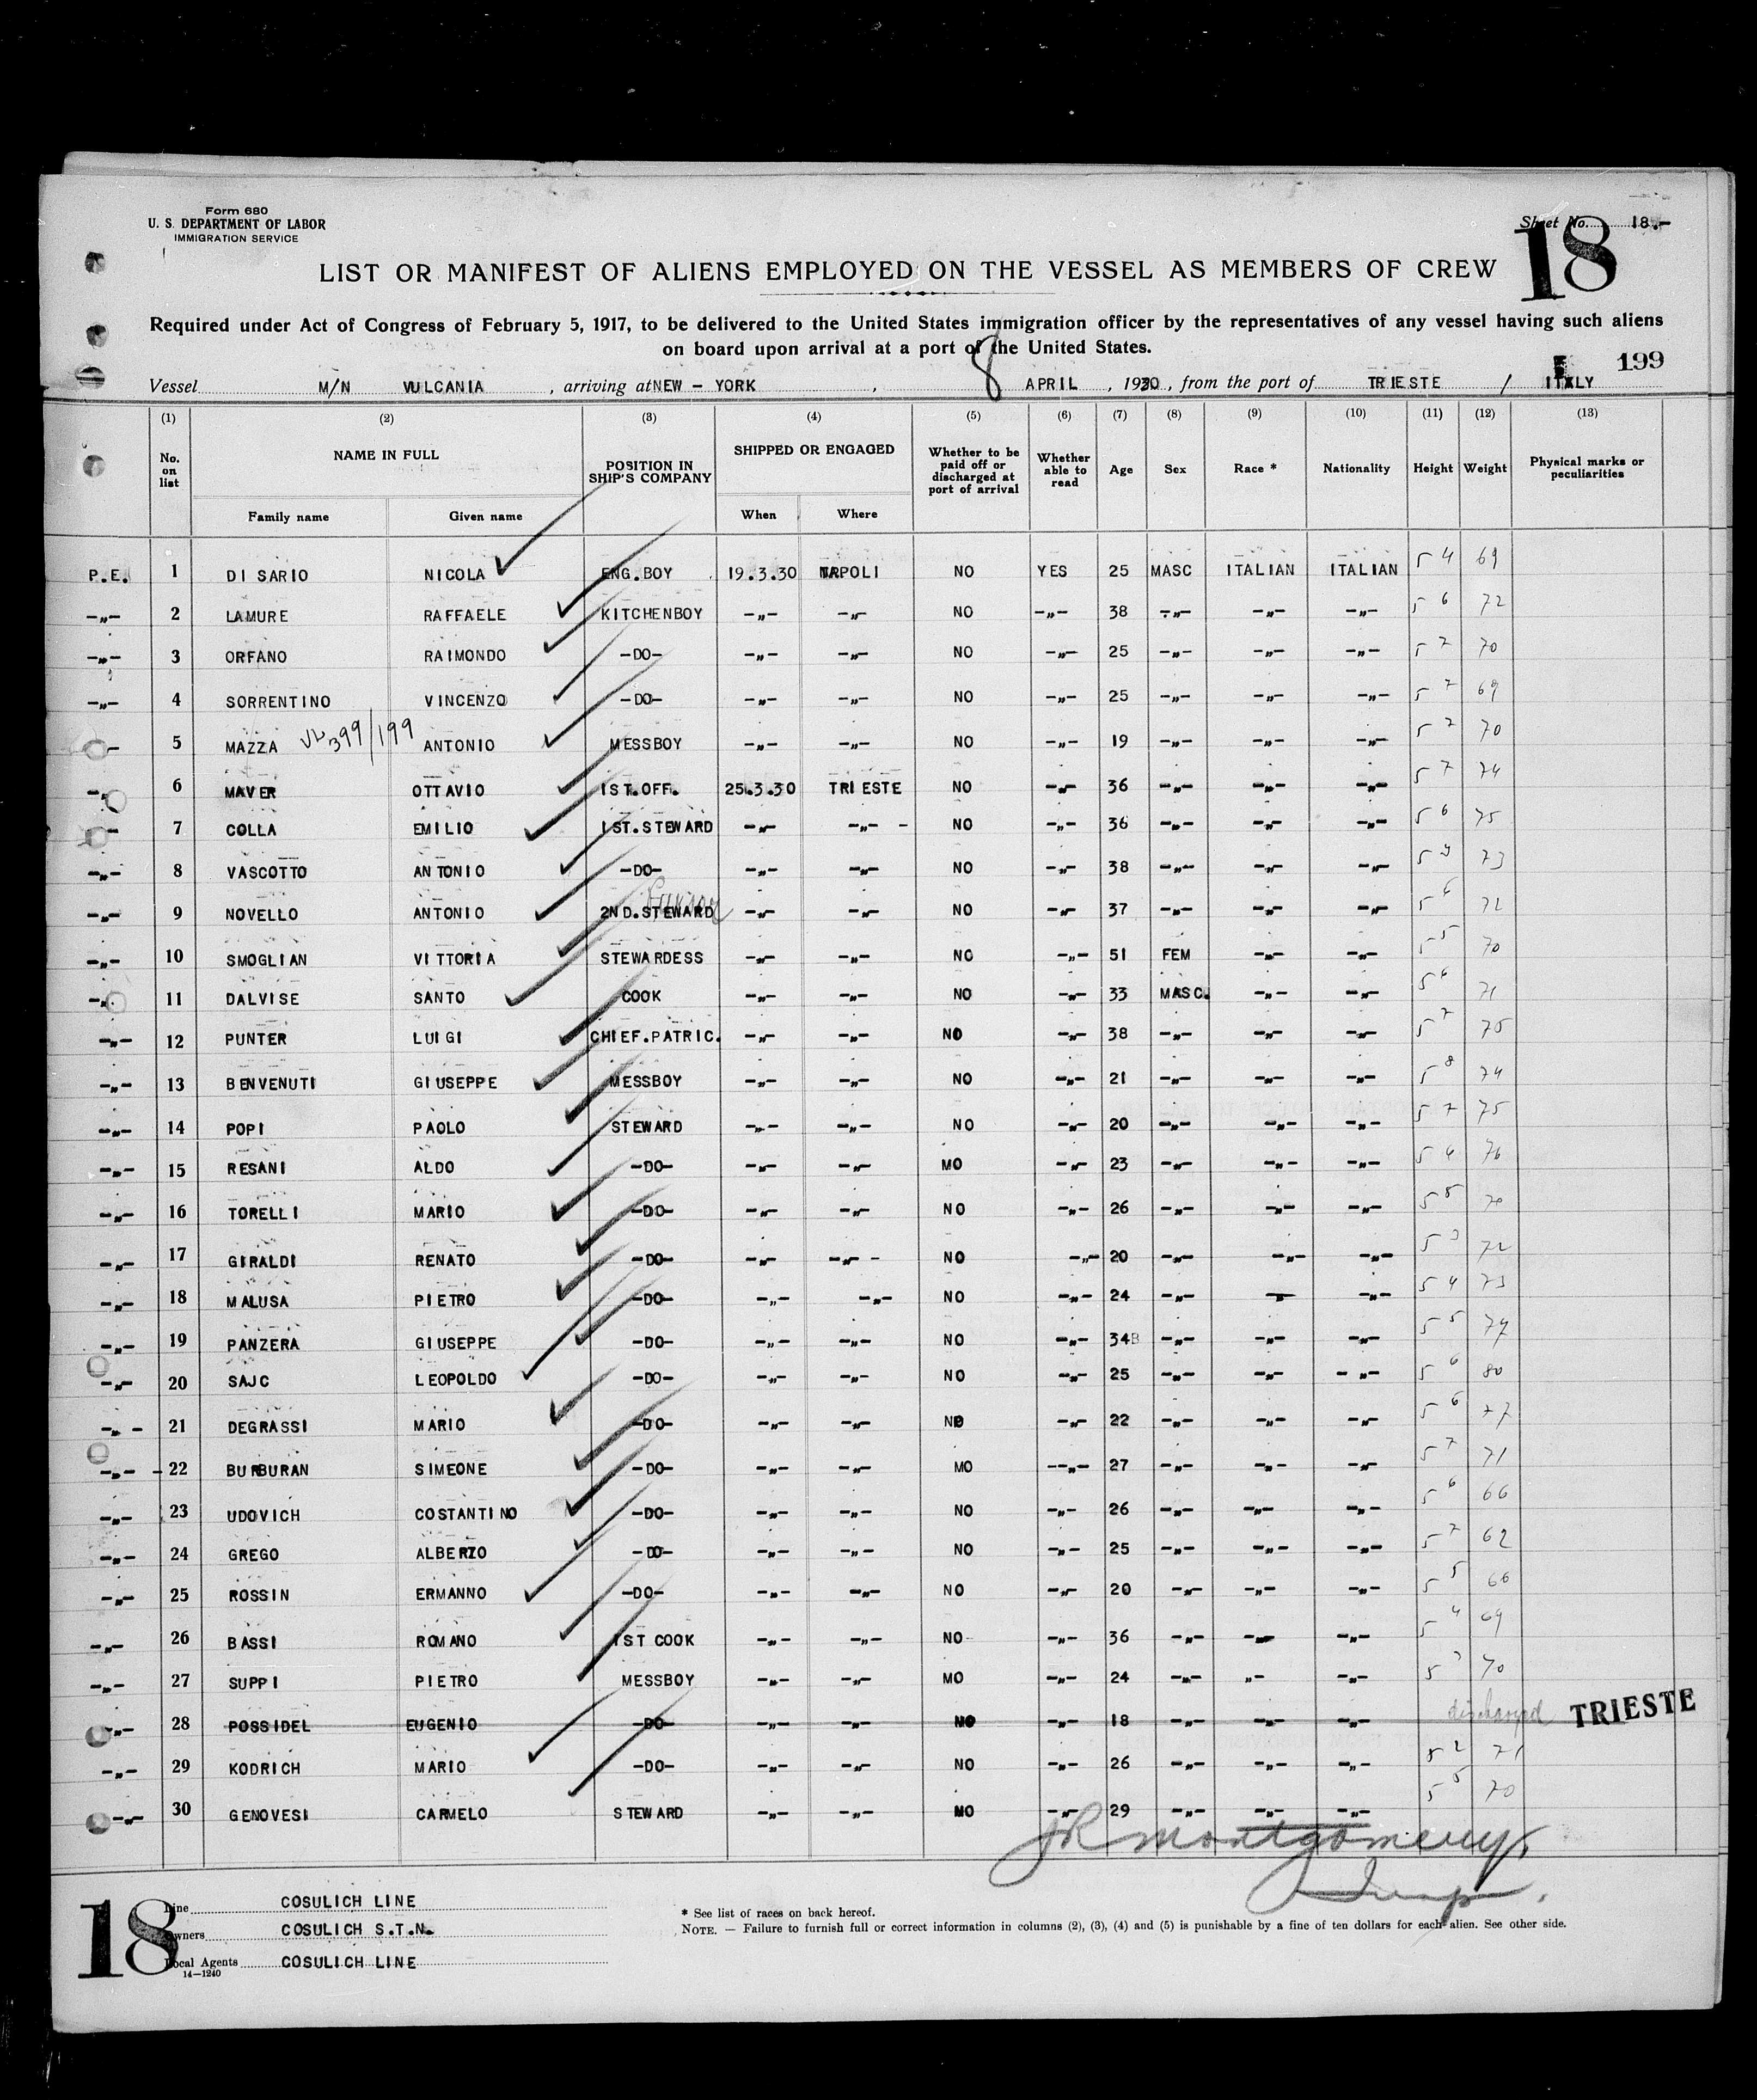 Form 680
U. S. DEPARTMENT OF LABOR
IMMIGRATION SERVICE
Sheet No. 18.-
18
LIST OR MANIFEST OF ALIENS EMPLOYED ON THE VESSEL AS MEMBERS OF CREW
Required under Act of Congress of February 5, 1917, to be delivered to the United States immigration officer by the representatives of any vessel having such aliens
on board upon arrival at a port of the United States.
199
Vessel M/N VULCANIA , arriving at NEW - YORK , 8 APRIL , 1930 , from the port of TRIESTE / ITALY
(1) (2) (3) (4) (5) (6) (7) (8) (9) (10) (11) (12) (13)
No. on list NAME IN FULL POSITION IN SHIP'S COMPANY SHIPPED OR ENGAGED Whether to be paid off or discharged at port of arrival Whether able to read Age Sex Race * Nationality Height Weight Physical marks or peculiarities
Family name Given name When Where
P.E. 1 DI SARIO NICOLA ENG.BOY 19.3.30 NAPOLI NO YES 25 MASC ITALIAN ITALIAN 5 4 69
-„- 2 LAMURE RAFFAELE KITCHENBOY -„- -„- NO -„- 38 -„- -„- -„- 5 6 72
-„- 3 ORFANO RAIMONDO -DO- -„- -„- NO -„- 25 -„- -„- -„- 5 7 70
-„- 4 SORRENTINO VINCENZO -DO- -„- -„- NO -„- 25 -„- -„- -„- 5 7 69
- 5 MAZZA 399/199 ANTONIO MESSBOY -„- -„- NO -„- 19 -„- -„- -„- 5 7 70
-„ 6 MAVER OTTAVIO 1ST.OFF. 25.3.30 TRIESTE NO -„- 36 -„- -„- -„- 5 7 74
- 7 COLLA EMILIO 1ST.STEWARD -„- -„- - NO -„- 36 -„- -„- -„- 5 6 75
-„- 8 VASCOTTO ANTONIO -DO- -„- -„- NO -„- 38 -„- -„- -„- 5 73
-„- 9 NOVELLO ANTONIO 2ND.STEWARD -„- -„- NO -„- 37 -„- -„- -„- 5 6 72
-„- 10 SMOGLIAN VITTORIA STEWARDESS -„- -„- NO -„- 51 FEM -„- -„- 5 5 70
-„ 11 DALVISE SANTO COOK -„- -„- NO -„- 33 MASC. -„- -„- 5 6 71
-„- 12 PUNTER LUIGI CHIEF.PATRIC. -„- -„- NO -„- 38 -„- -„- -„- 5 7 75
-„- 13 BENVENUTI GIUSEPPE MESSBOY -„- -„- NO -„- 21 -„- -„- -„- 5 8 74
-„- 14 POPI PAOLO STEWARD -„- -„- NO -„- 20 -„- -„- -„- 5 7 75
-„- 15 RESANI ALDO -DO- -„- -„- MO -„- 23 -„- -„- -„- 5 4 76
-„- 16 TORELLI MARIO -DO- -„- -„- NO -„- 26 -„- -„- -„- 5 5 70
-„- 17 GIRALDI RENATO -DO- -„- -„- - NO -„- 20 -„- -„- -„- 5 3 72
-„- 18 MALUSA PIETRO -DO- -„- -„- NO -„- 24 -„- -„- -„- 5 4 73
-„- 19 PANZERA GIUSEPPE -DO- -„- -„- NO -„- 34 -„- -„- -„- 5 5 74
-„- 20 SAJC LEOPOLDO -DO- -„- -„- NO -„- 25 -„- -„- - „- 5 6 80
-„- - 21 DEGRASSI MARIO -DO- -„- -„- NO -„- 22 -„- -„- -„- 5 6 77
-„- - 22 BURBURAN SIMEONE -DO- -„- -„- MO --„- 27 -„- -„- -„- 5 7 71
-„- 23 UDOVICH COSTANTINO -DO- -„- -„- NO -„- 26 -„- -„- -„- 5 6 66
-„- 24 GREGO ALBERTO -DO- -„- -„- NO -„- 25 -„- -„- -„- 5 7 62
-„- 25 ROSSIN ERMANNO -DO- -„- -„- NO -„- 20 -„- -„- -„- 5 5 66
-„- 26 BASSI ROMANO 1ST COOK -„- -„- NO -„- 36 -„- -„- -„- 5 4 69
-„- 27 SUPPI PIETRO MESSBOY -„- -„- MO -„- 24 -„- „- -„- 5 70
-„- 28 POSSIDEL EUGENIO -DO- -„- -„- NO -„- 18 -„- -„- -„- discharged TRIESTE
-„- 29 KODRICH MARIO -DO- -„- -„- NO -„- 26 -„- -„- -„- 5 2 71
-„- 30 GENOVESI CARMELO STEWARD -„- -„- MO -„- 29 -„- -„- -„- 5 5 70
JR Montgomery
Insp.
18
Line COSULICH LINE
Owners COSULICH S.T.N.
Local Agents COSULICH LINE
14-1240
* See list of races on back hereof.
NOTE. — Failure to furnish full or correct information in columns (2), (3), (4) and (5) is punishable by a fine of ten dollars for each alien. See other side.